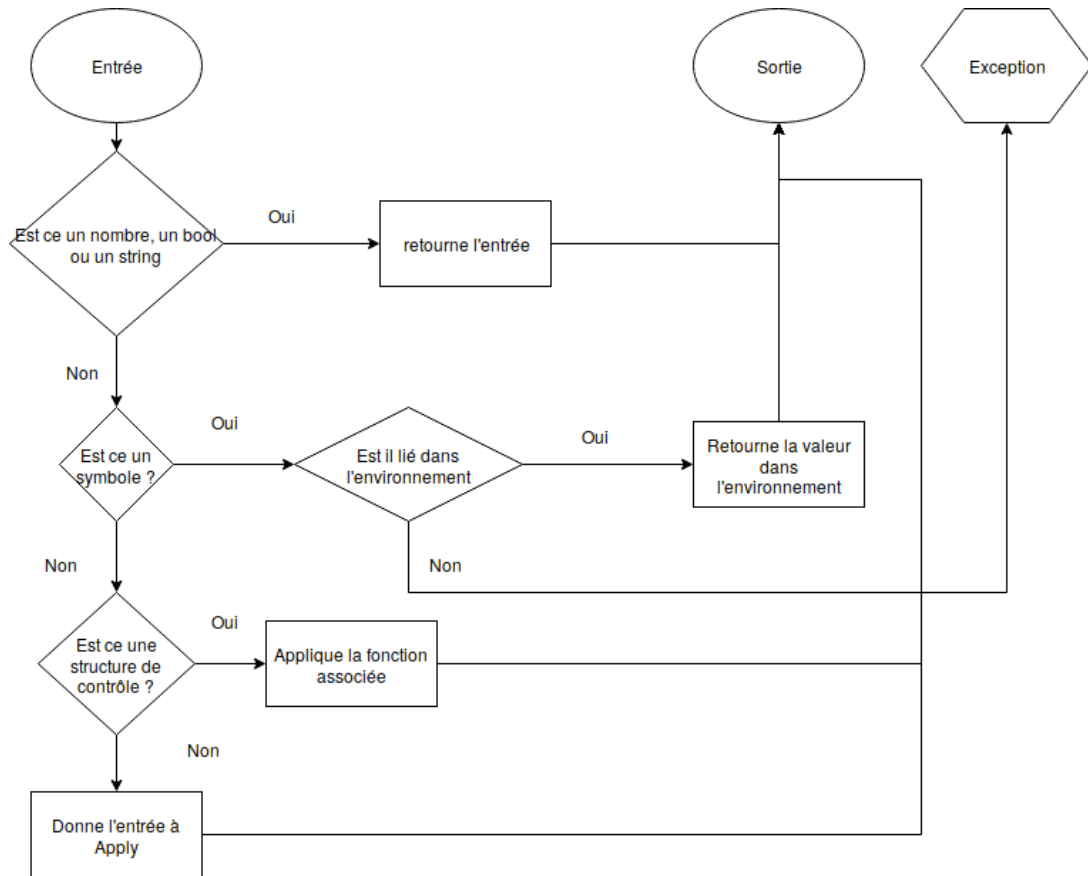 Entrée
Sortie
Exception
Est ce un nombre, un bool
ou un string
Oui
retourne l'entrée
Non
Est ce un
symbole ?
Oui
Est il lié dans
l'environnement
Oui
Retourne la valeur
dans
l'environnement
Non
Non
Est ce une
structure de
contrôle ?
Oui
Applique la fonction
associée
Non
Donne l'entrée à
Apply